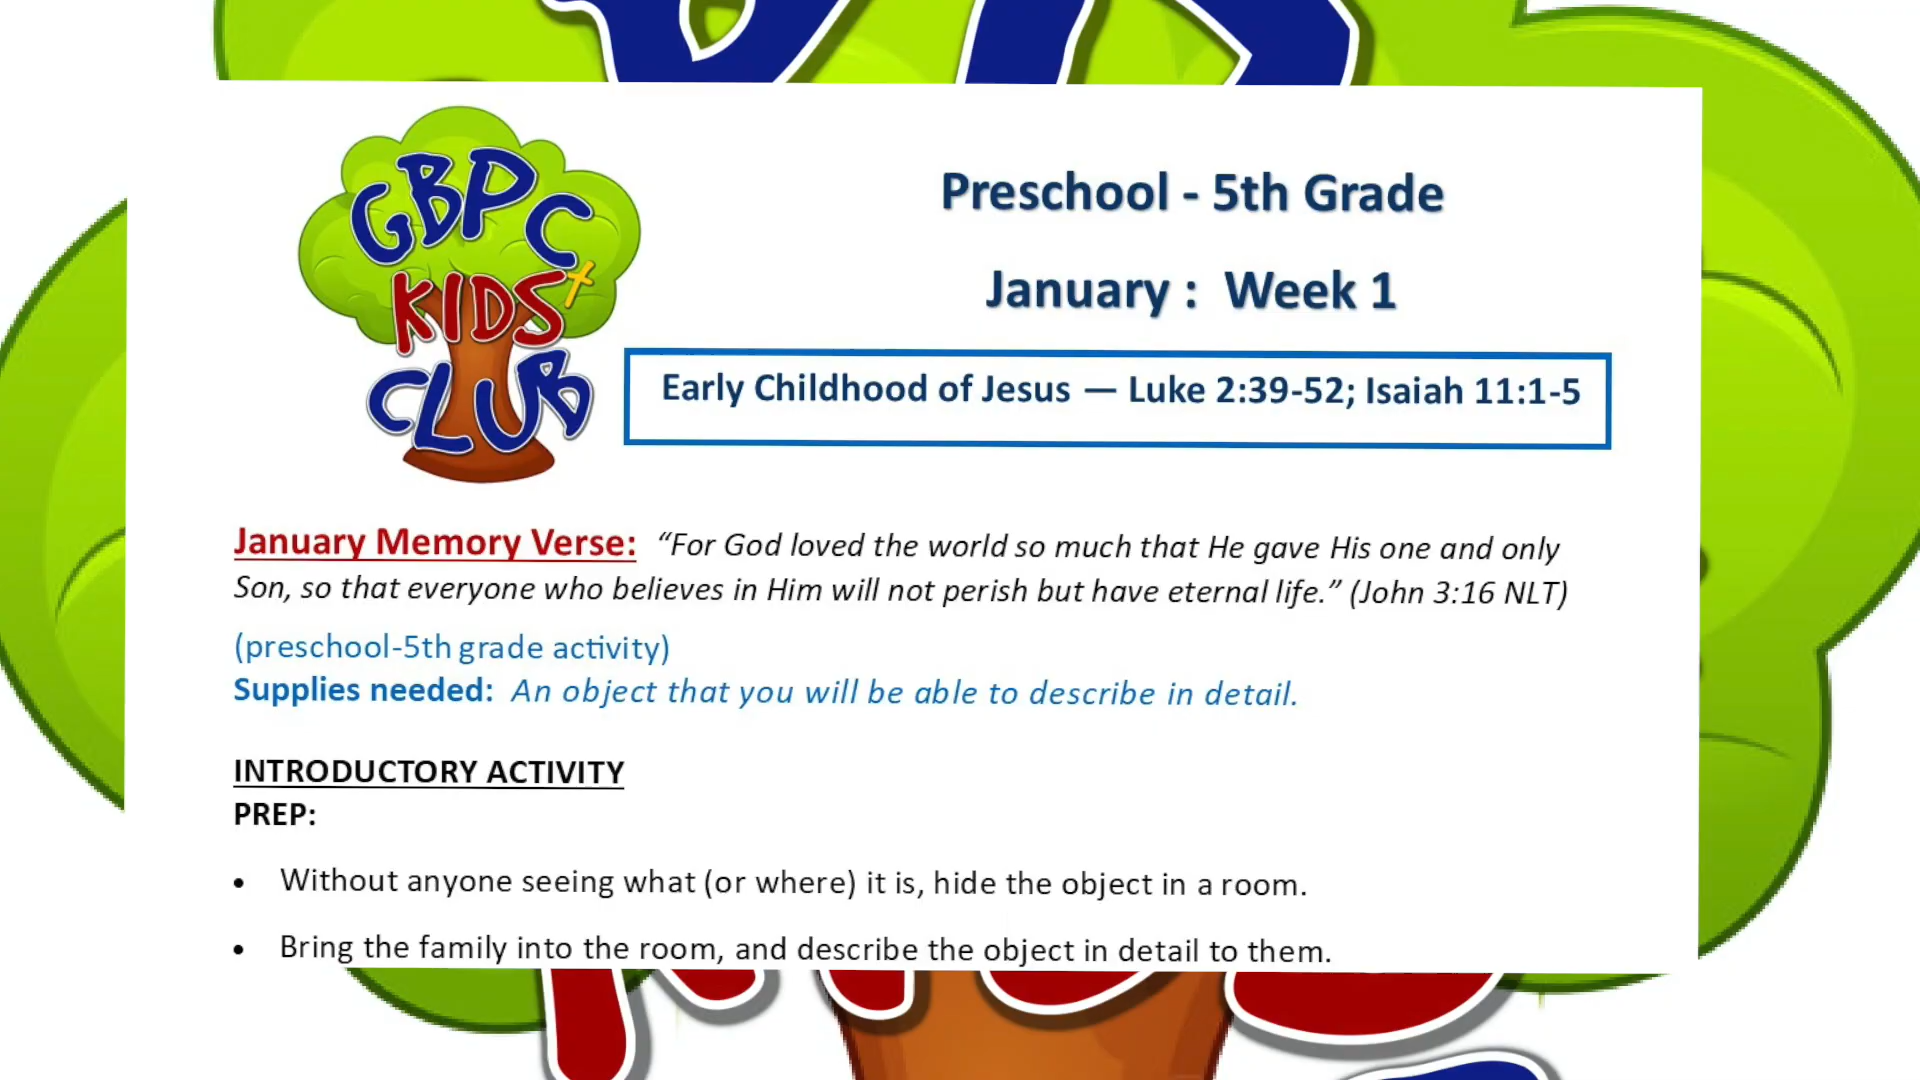 GBPC
KIDS
CLUB
Preschool - 5th Grade
January : Week 1
Early Childhood of Jesus — Luke 2:39-52; Isaiah 11:1-5
January Memory Verse: “For God loved the world so much that He gave His one and only
Son, so that everyone who believes in Him will not perish but have eternal life.” (John 3:16 NLT)
(preschool-5th grade activity)
Supplies needed: An object that you will be able to describe in detail.
INTRODUCTORY ACTIVITY
PREP:
• Without anyone seeing what (or where) it is, hide the object in a room.
• Bring the family into the room, and describe the object in detail to them.